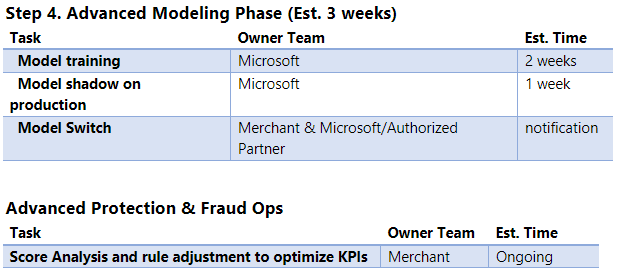 Step 4. Advanced Modeling Phase (Est. 3 weeks)
Task Owner Team Est. Time
Model training Microsoft 2 weeks
Model shadow on production Microsoft 1 week
Model Switch Merchant & Microsoft/Authorized Partner notification
Advanced Protection & Fraud Ops
Task Owner Team Est. Time
Score Analysis and rule adjustment to optimize KPIs Merchant Ongoing